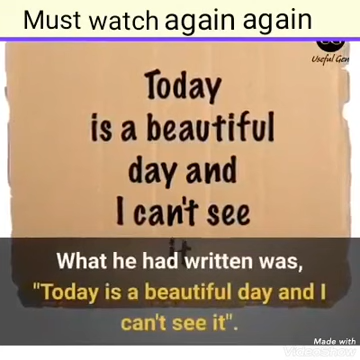 Must watch again again
Useful Gen
Today
is a beautiful
day and
I can't see
it
What he had written was,
"Today is a beautiful day and I
can't see it".
Made with